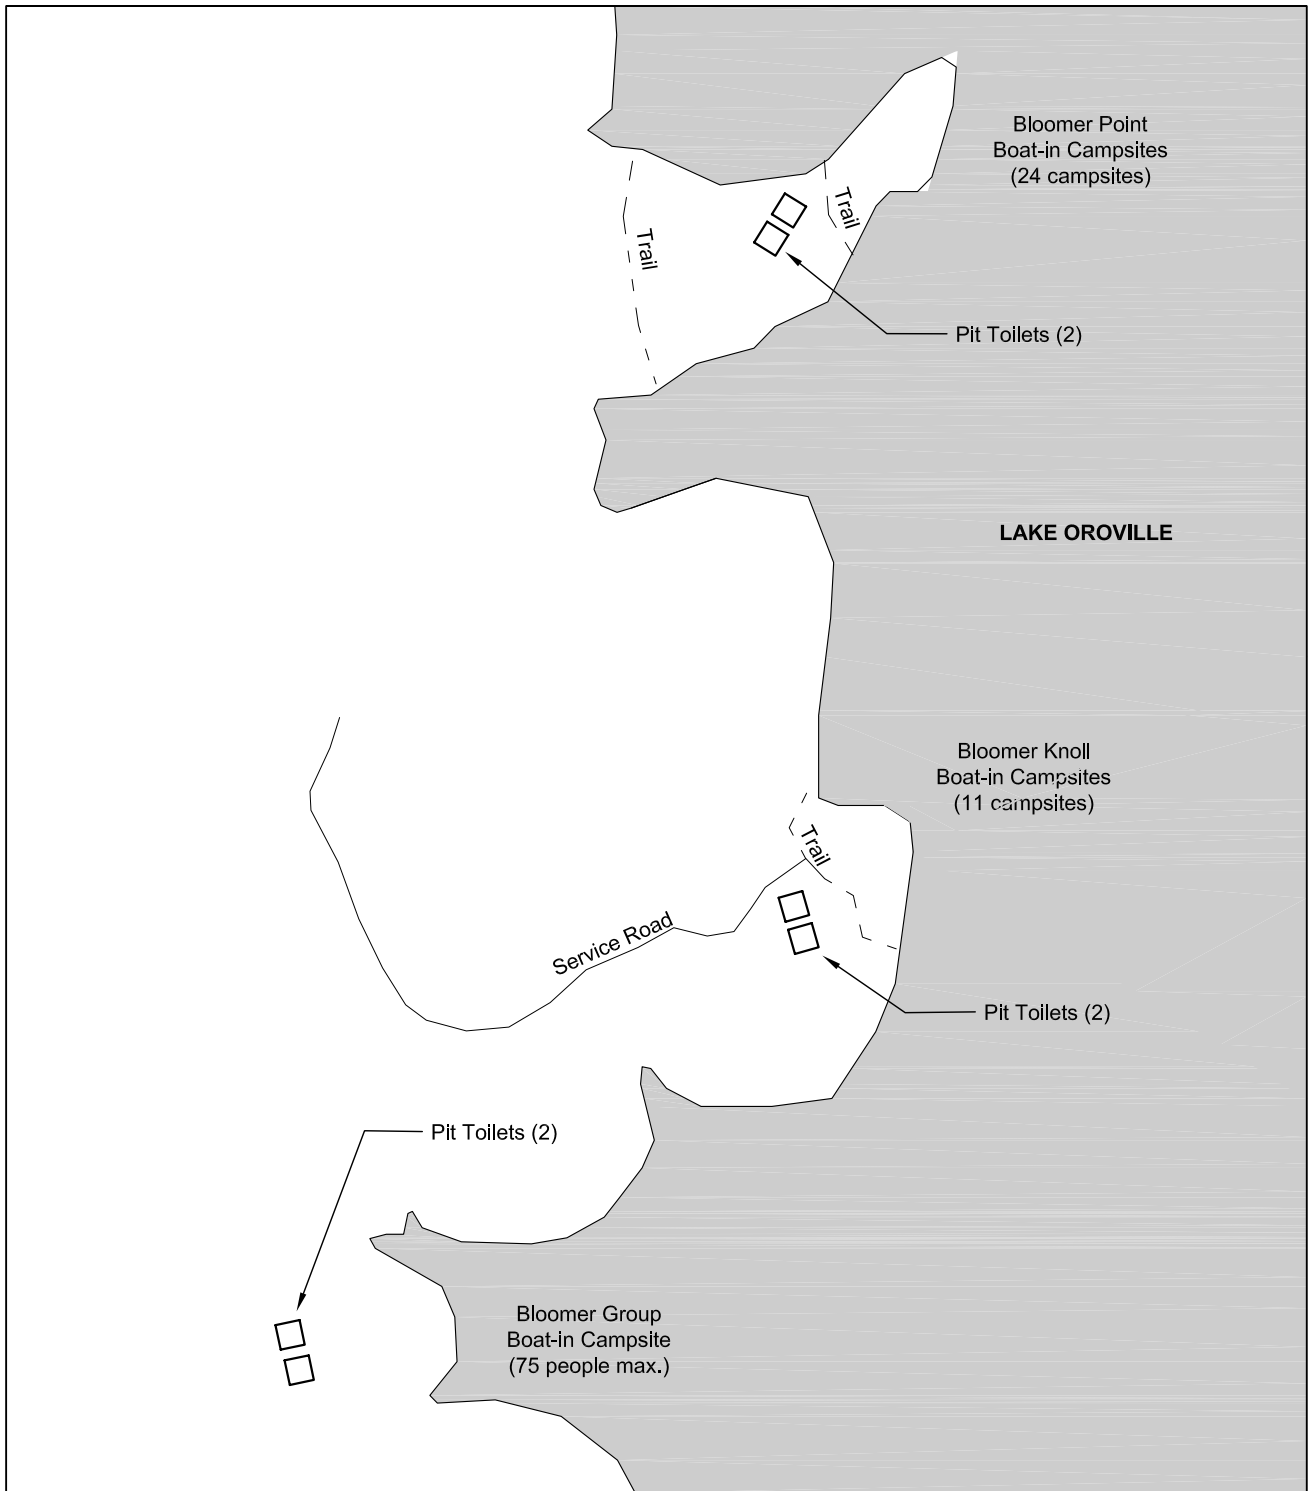 Bloomer Point
Boat-in Campsites
(24 campsites)
Trail
Trail
Pit Toilets (2)
LAKE OROVILLE
Bloomer Knoll
Boat-in Campsites
(11 campsites)
Trail
Service Road
Pit Toilets (2)
Pit Toilets (2)
Bloomer Group
Boat-in Campsite
(75 people max.)